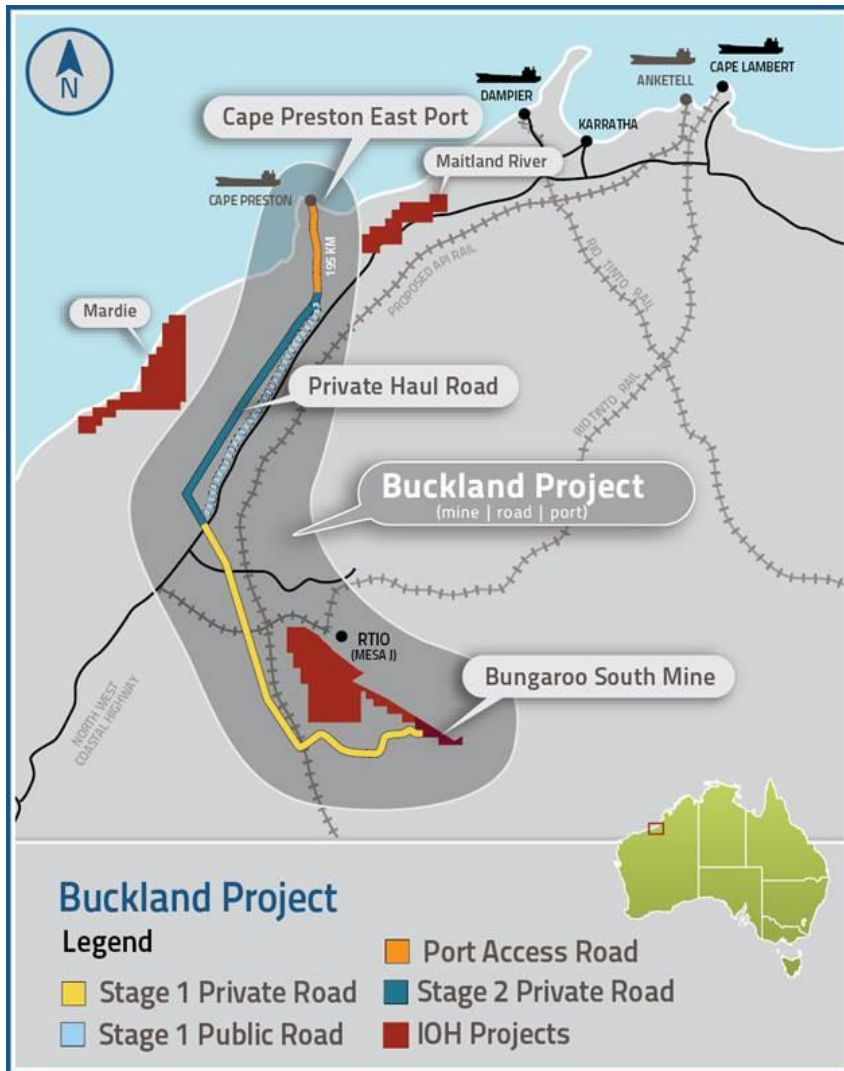 N
DAMPIER
ANKETELL
CAPE LAMBERT
KARRATHA
Cape Preston East Port
Maitland River
CAPE PRESTON
195 KM
PROPOSED API RAIL
RIO TINTO RAIL
Mardie
Private Haul Road
RIO TINTO RAIL
Buckland Project
(mine | road | port)
RTIO
(MESA J)
Bungaroo South Mine
NORTH WEST
COASTAL HIGHWAY
Buckland Project
Legend
Stage 1 Private Road
Stage 1 Public Road
Port Access Road
Stage 2 Private Road
IOH Projects